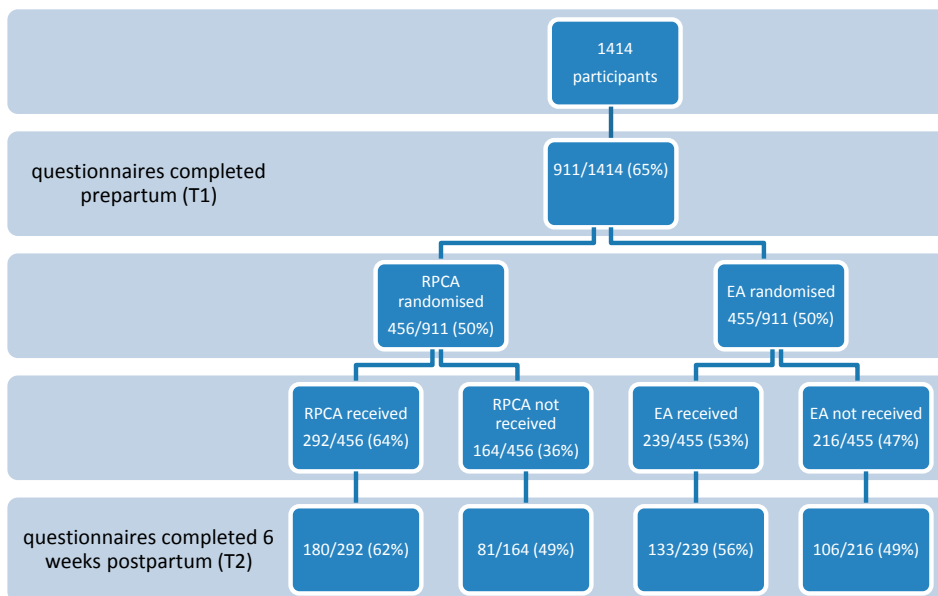 1414
participants
questionnaires completed
prepartum (T1)
911/1414 (65%)
RPCA
randomised
456/911 (50%)
EA randomised
455/911 (50%)
RPCA received
292/456 (64%)
RPCA not
received
164/456 (36%)
EA received
239/455 (53%)
EA not received
216/455 (47%)
questionnaires completed 6
weeks postpartum (T2)
180/292 (62%)
81/164 (49%)
133/239 (56%)
106/216 (49%)